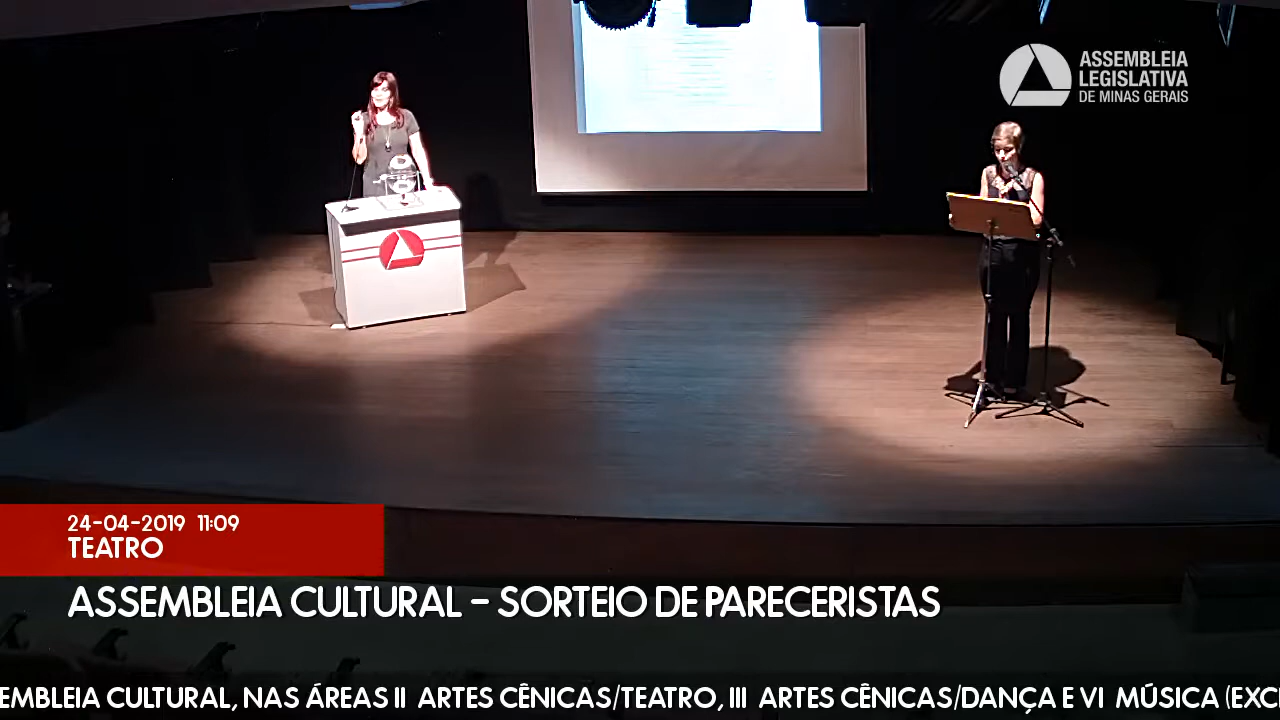 ASSEMBLEIA
LEGISLATIVA
DE MINAS GERAIS
24-04-2019 11:09
TEATRO
ASSEMBLEIA CULTURAL - SORTEIO DE PARECERISTAS
EMBLEIA CULTURAL, NAS ÁREAS II ARTES CÊNICAS/TEATRO, III ARTES CÊNICAS/DANÇA E VI MÚSICA (EXC